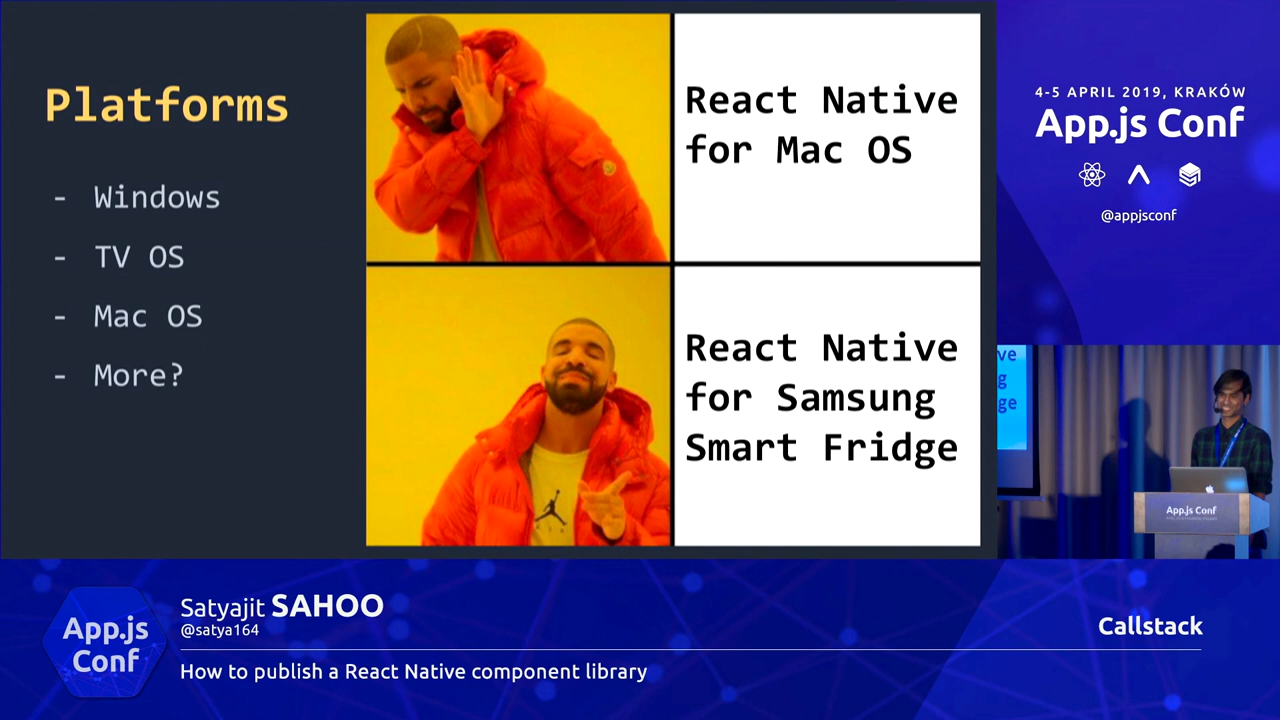 Platforms
- Windows
- TV OS
- Mac OS
- More?
React Native
for Mac OS
React Native
for Samsung
Smart Fridge
4-5 APRIL 2019, KRAKÓW
App.js Conf
@appjsconf
ve
g
ge
App.js Conf
App.js
Conf
Satyajit SAHOO
@satya164
How to publish a React Native component library
Callstack